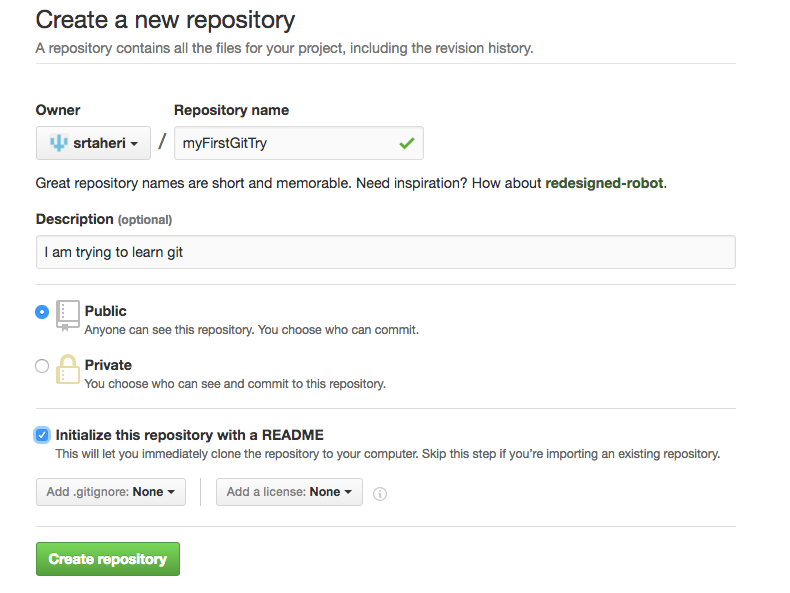 Create a new repository
A repository contains all the files for your project, including the revision history.
Owner Repository name
srtaheri / myFirstGitTry
Great repository names are short and memorable. Need inspiration? How about redesigned-robot.
Description (optional)
I am trying to learn git
Public
Anyone can see this repository. You choose who can commit.
Private
You choose who can see and commit to this repository.
Initialize this repository with a README
This will let you immediately clone the repository to your computer. Skip this step if you’re importing an existing repository.
Add .gitignore: None Add a license: None
Create repository